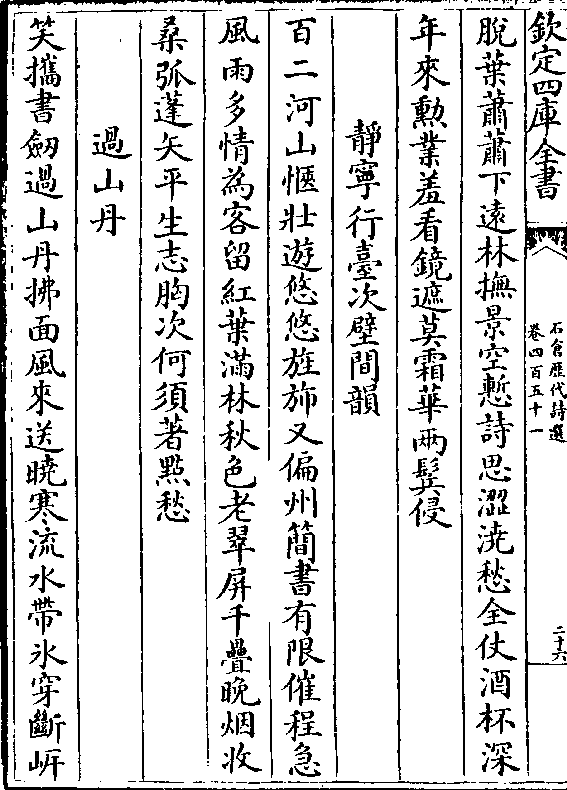 欽定四庫全書
石倉歷代詩選
卷四百五十一
二十六
脫葉蕭蕭下遠林撫景空慙詩思澀澆愁全仗酒杯深
年來勲業羞看鏡遮莫霜華兩鬂侵
靜寧行臺次壁間韻
百二河山愜壯遊悠悠旌斾又偏州簡書有限催程急
風雨多情為客留紅葉滿林秋色老翠屏千疊晚烟收
桑弧蓬矢平生志胸次何須著點愁
過山丹
笑攜書劒過山丹拂面風來送曉寒流水帶氷穿斷岍